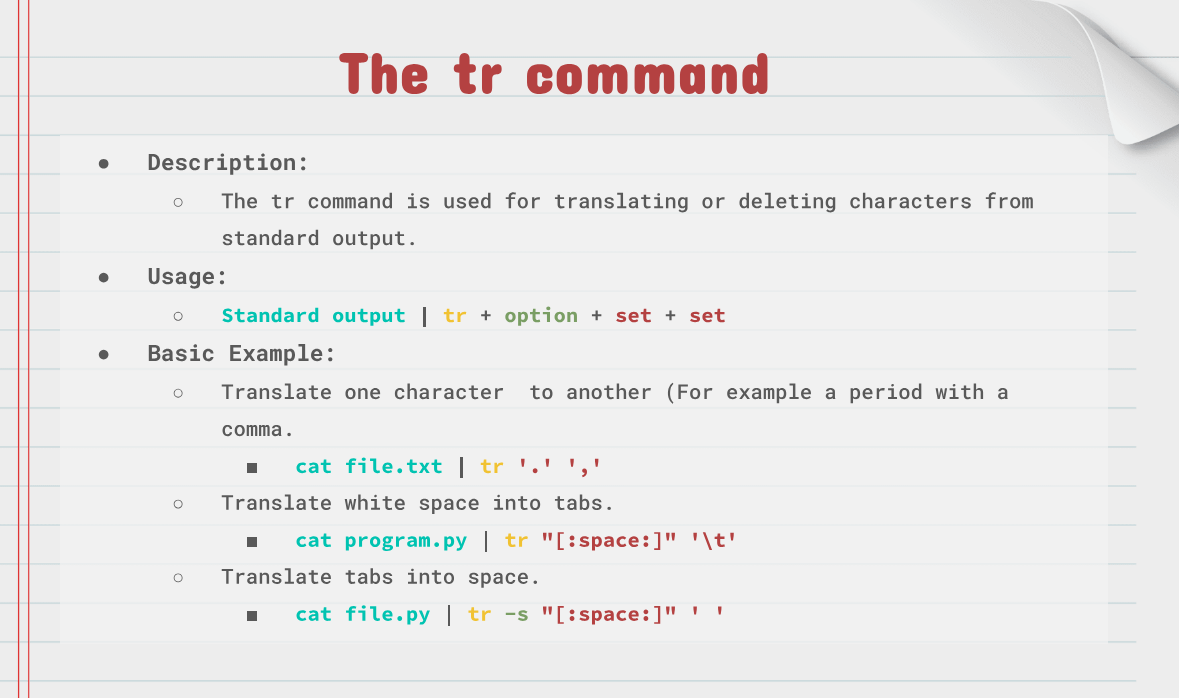 The tr command
● Description:
○ The tr command is used for translating or deleting characters from
standard output.
● Usage:
○ Standard output | tr + option + set + set
● Basic Example:
○ Translate one character  to another (For example a period with a
comma.
■ cat file.txt | tr '.' ','
○ Translate white space into tabs.
■ cat program.py | tr "[:space:]" '\t'
○ Translate tabs into space.
■ cat file.py | tr -s "[:space:]" ' '